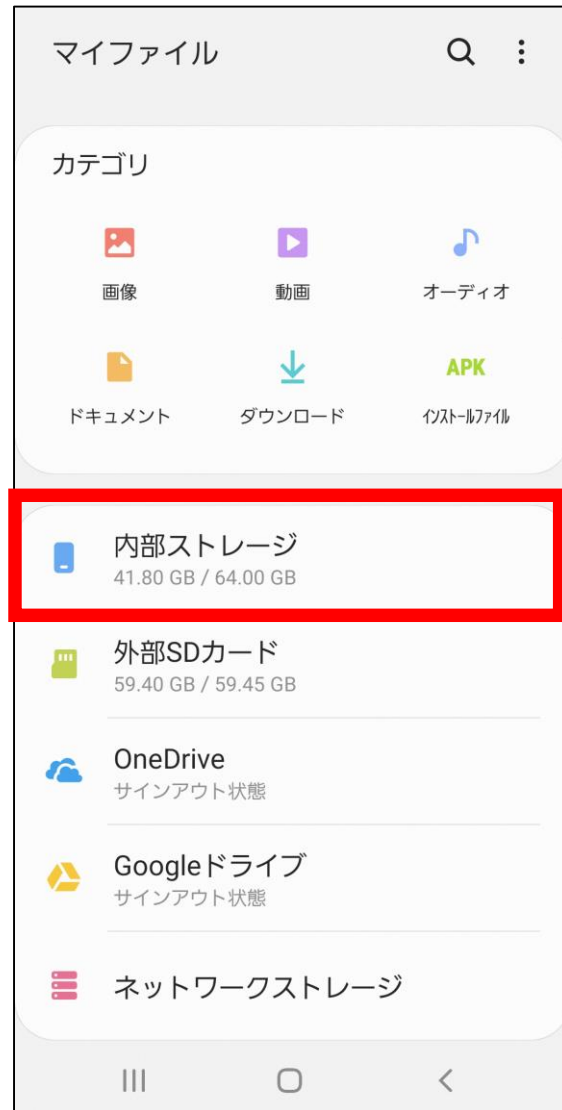 マイファイル
カテゴリ
画像 動画 オーディオ
APK
ドキュメント ダウンロード インストールファイル
内部ストレージ
41.80 GB / 64.00 GB
外部SDカード
59.40 GB / 59.45 GB
OneDrive
サインアウト状態
Googleドライブ
サインアウト状態
ネットワークストレージ